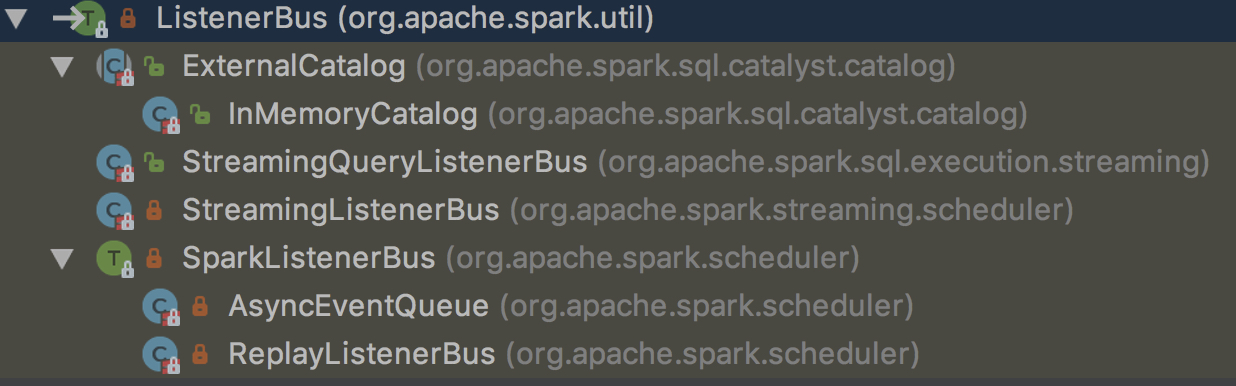 T ListenerBus (org.apache.spark.util)
C ExternalCatalog (org.apache.spark.sql.catalyst.catalog)
C InMemoryCatalog (org.apache.spark.sql.catalyst.catalog)
C StreamingQueryListenerBus (org.apache.spark.sql.execution.streaming)
C StreamingListenerBus (org.apache.spark.streaming.scheduler)
T SparkListenerBus (org.apache.spark.scheduler)
C AsyncEventQueue (org.apache.spark.scheduler)
C ReplayListenerBus (org.apache.spark.scheduler)